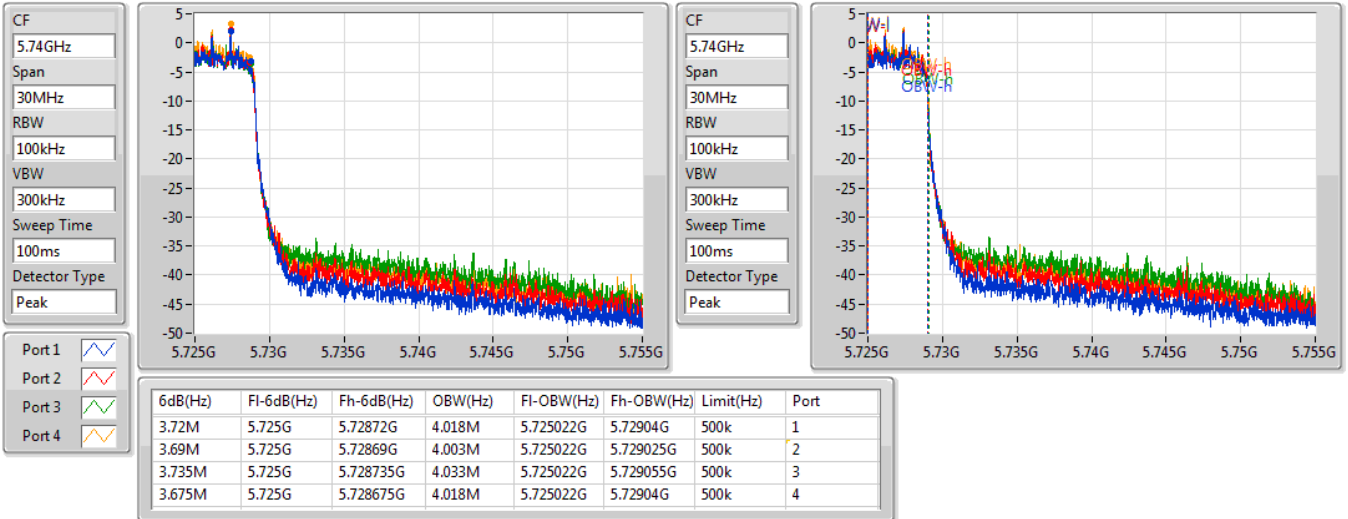 CF
5.74GHz
Span
30MHz
RBW
100kHz
VBW
300kHz
Sweep Time
100ms
Detector Type
Peak
5
0
-5
-10
-15
-20
-25
-30
-35
-40
-45
-50
5.725G 5.73G 5.735G 5.74G 5.745G 5.75G 5.755G
CF
5.74GHz
Span
30MHz
RBW
100kHz
VBW
300kHz
Sweep Time
100ms
Detector Type
Peak
5
0
-5
-10
-15
-20
-25
-30
-35
-40
-45
-50
W-l
OBW-h
OBW-h
OBW-h
5.725G 5.73G 5.735G 5.74G 5.745G 5.75G 5.755G
Port 1
Port 2
Port 3
Port 4
6dB(Hz) Fl-6dB(Hz) Fh-6dB(Hz) OBW(Hz) Fl-OBW(Hz) Fh-OBW(Hz) Limit(Hz) Port
3.72M 5.725G 5.72872G 4.018M 5.725022G 5.72904G 500k 1
3.69M 5.725G 5.72869G 4.003M 5.725022G 5.729025G 500k 2
3.735M 5.725G 5.728735G 4.033M 5.725022G 5.729055G 500k 3
3.675M 5.725G 5.728675G 4.018M 5.725022G 5.72904G 500k 4